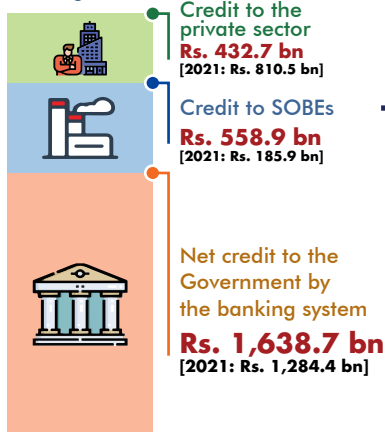 Credit to the
private sector
Rs. 432.7 bn
[2021: Rs. 810.5 bn]
Credit to SOBEs
Rs. 558.9 bn
[2021: Rs. 185.9 bn]
Net credit to the
Government by
the banking system
Rs. 1,638.7 bn
[2021: Rs. 1,284.4 bn]